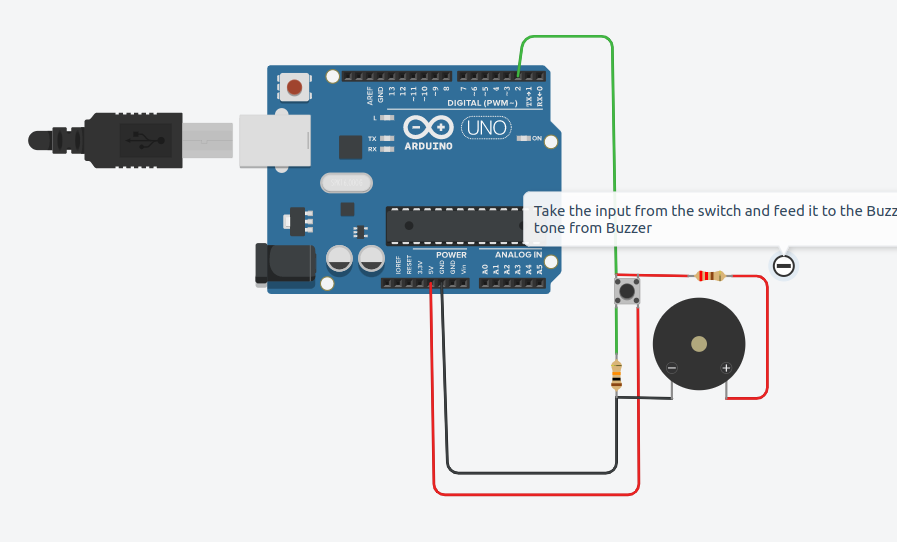 AREF
GND
13
12
~11
~10
~9
8
7
~6
~5
4
~3
2
TX→1
RX←0
DIGITAL (PWM~)
L
TX
RX
ARDUINO
UNO
ON
Take the input from the switch and feed it to the Buzz
tone from Buzzer
POWER
ANALOG IN
IOREF
RESET
3.3V
5V
GND
GND
Vin
A0
A1
A2
A3
A4
A5